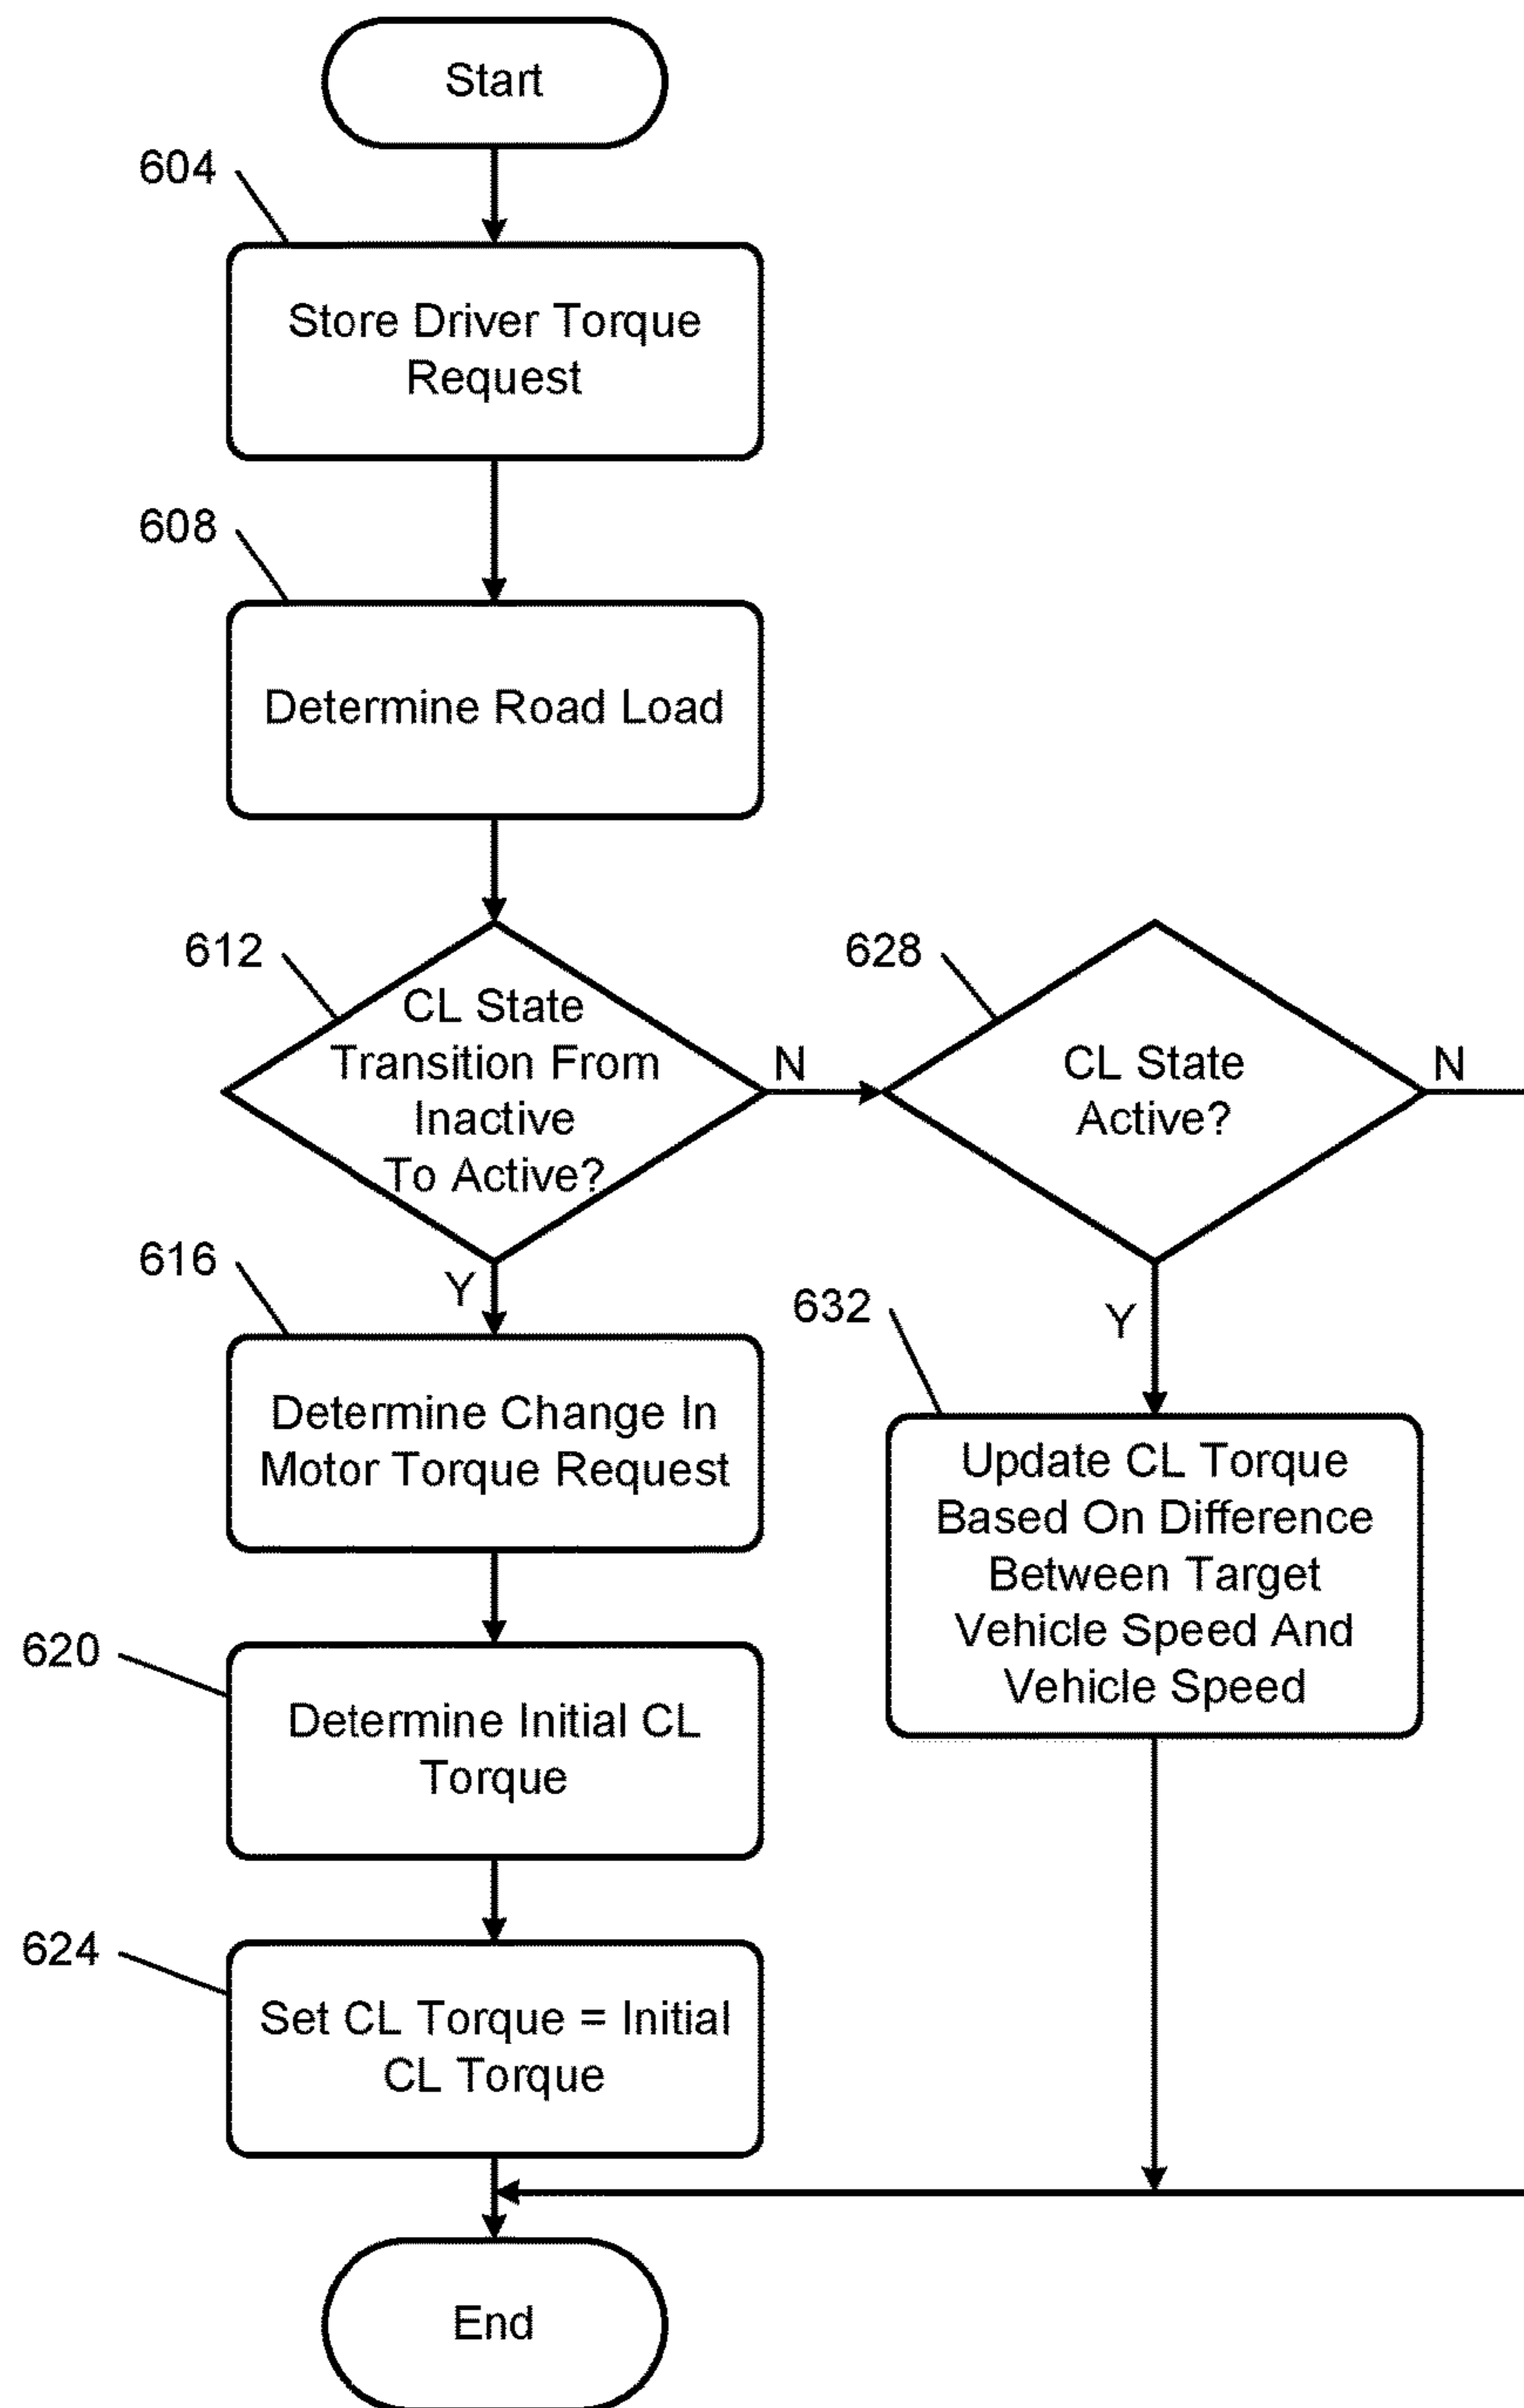 Start
604
Store Driver Torque
Request
608
Determine Road Load
612
CL State
Transition From
Inactive
To Active?
N
628
CL State
Active?
N
616
Y
Determine Change In
Motor Torque Request
632
Y
Update CL Torque
Based On Difference
Between Target
Vehicle Speed And
Vehicle Speed
620
Determine Initial CL
Torque
624
Set CL Torque = Initial
CL Torque
End